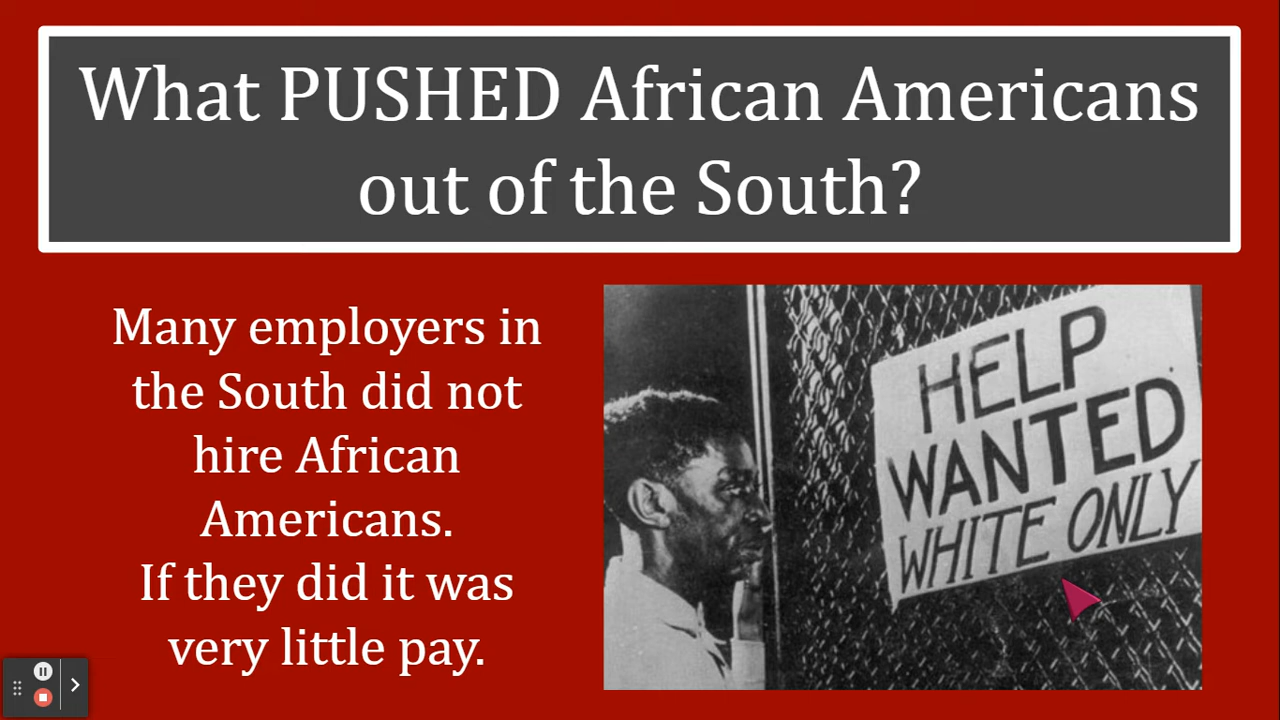 What PUSHED African Americans
out of the South?
Many employers in
the South did not
hire African
Americans.
If they did it was
very little pay.
HELP
WANTED
WHITE ONLY